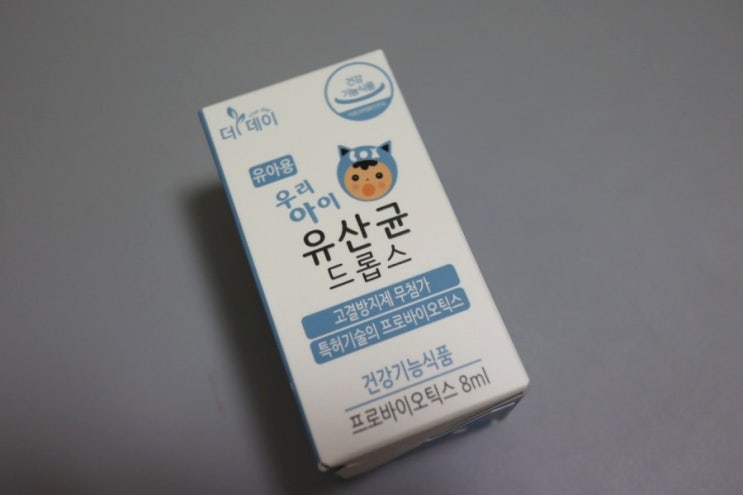 더데이
건강
기능식품
유아용
우리
아이
유산균
드롭스
고결방지제 무첨가
특허기술의 프로바이오틱스
건강기능식품
프로바이오틱스 8ml